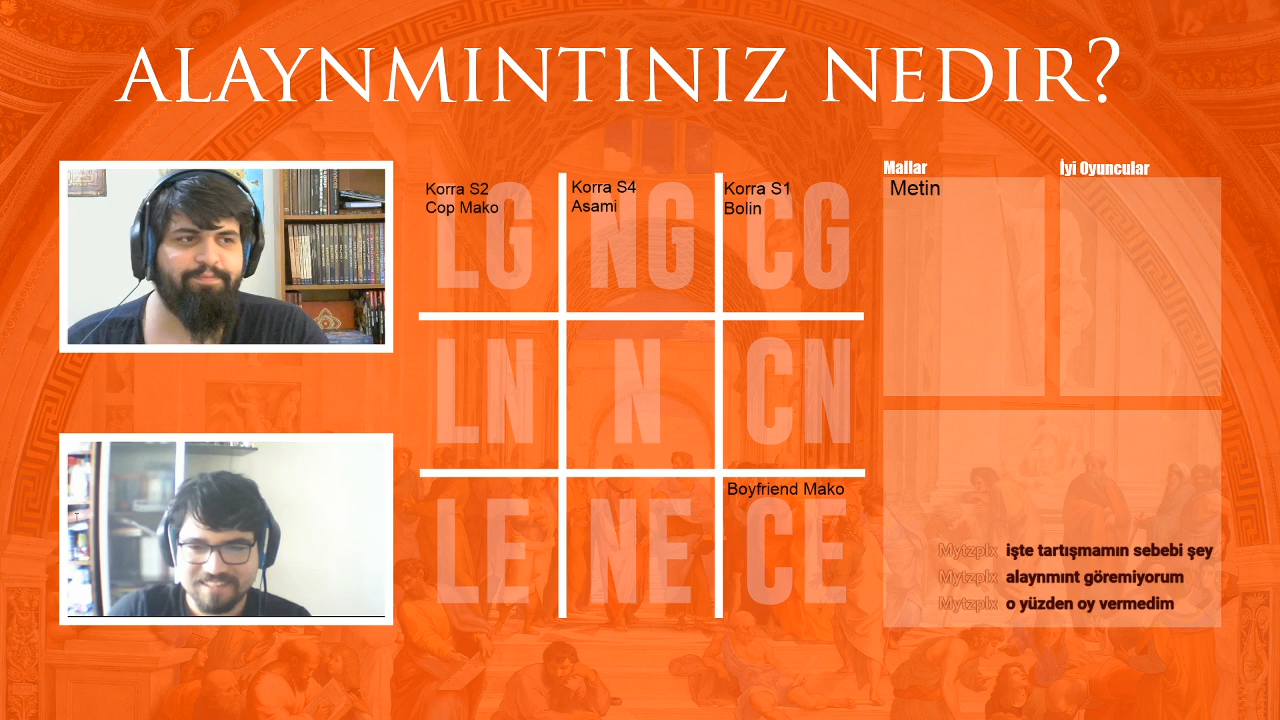 ALAYNMINTINIZ NEDIR?
Korra S2
Cop Mako
LG
Korra S4
Asami
NG
Korra S1
Bolin
CG
LN
N
CN
LE
NE
Boyfriend Mako
CE
Mallar
Metin
İyi Oyuncular
Mytzplx işte tartışmamın sebebi şey
Mytzplx alaynmınt göremiyorum
Mytzplx o yüzden oy vermedim